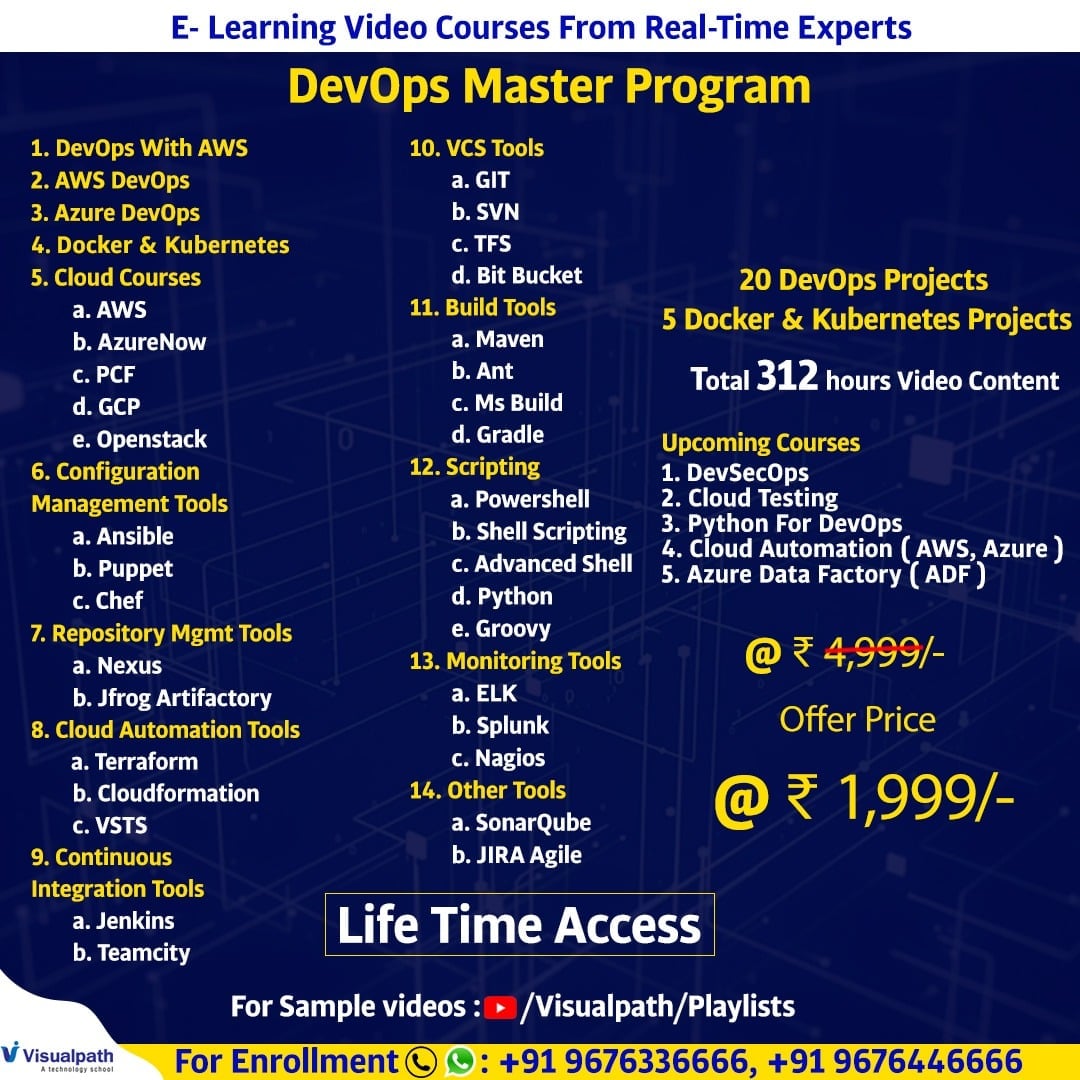 E- Learning Video Courses From Real-Time Experts
DevOps Master Program
1. DevOps With AWS
2. AWS DevOps
3. Azure DevOps
4. Docker & Kubernetes
5. Cloud Courses
a. AWS
b. AzureNow
c. PCF
d. GCP
e. Openstack
6. Configuration
Management Tools
a. Ansible
b. Puppet
c. Chef
7. Repository Mgmt Tools
a. Nexus
b. Jfrog Artifactory
8. Cloud Automation Tools
a. Terraform
b. Cloudformation
c. VSTS
9. Continuous
Integration Tools
a. Jenkins
b. Teamcity
10. VCS Tools
a. GIT
b. SVN
c. TFS
d. Bit Bucket
11. Build Tools
a. Maven
b. Ant
c. Ms Build
d. Gradle
12. Scripting
a. Powershell
b. Shell Scripting
c. Advanced Shell
d. Python
e. Groovy
13. Monitoring Tools
a. ELK
b. Splunk
c. Nagios
14. Other Tools
a. SonarQube
b. JIRA Agile
20 DevOps Projects
5 Docker & Kubernetes Projects
Total 312 hours Video Content
Upcoming Courses
1. DevSecOps
2. Cloud Testing
3. Python For DevOps
4. Cloud Automation ( AWS, Azure )
5. Azure Data Factory ( ADF )
@ ₹ 4,999/-
Offer Price
@ ₹ 1,999/-
Life Time Access
For Sample videos : /Visualpath/Playlists
Visualpath
A technology school
For Enrollment : +91 9676336666, +91 9676446666